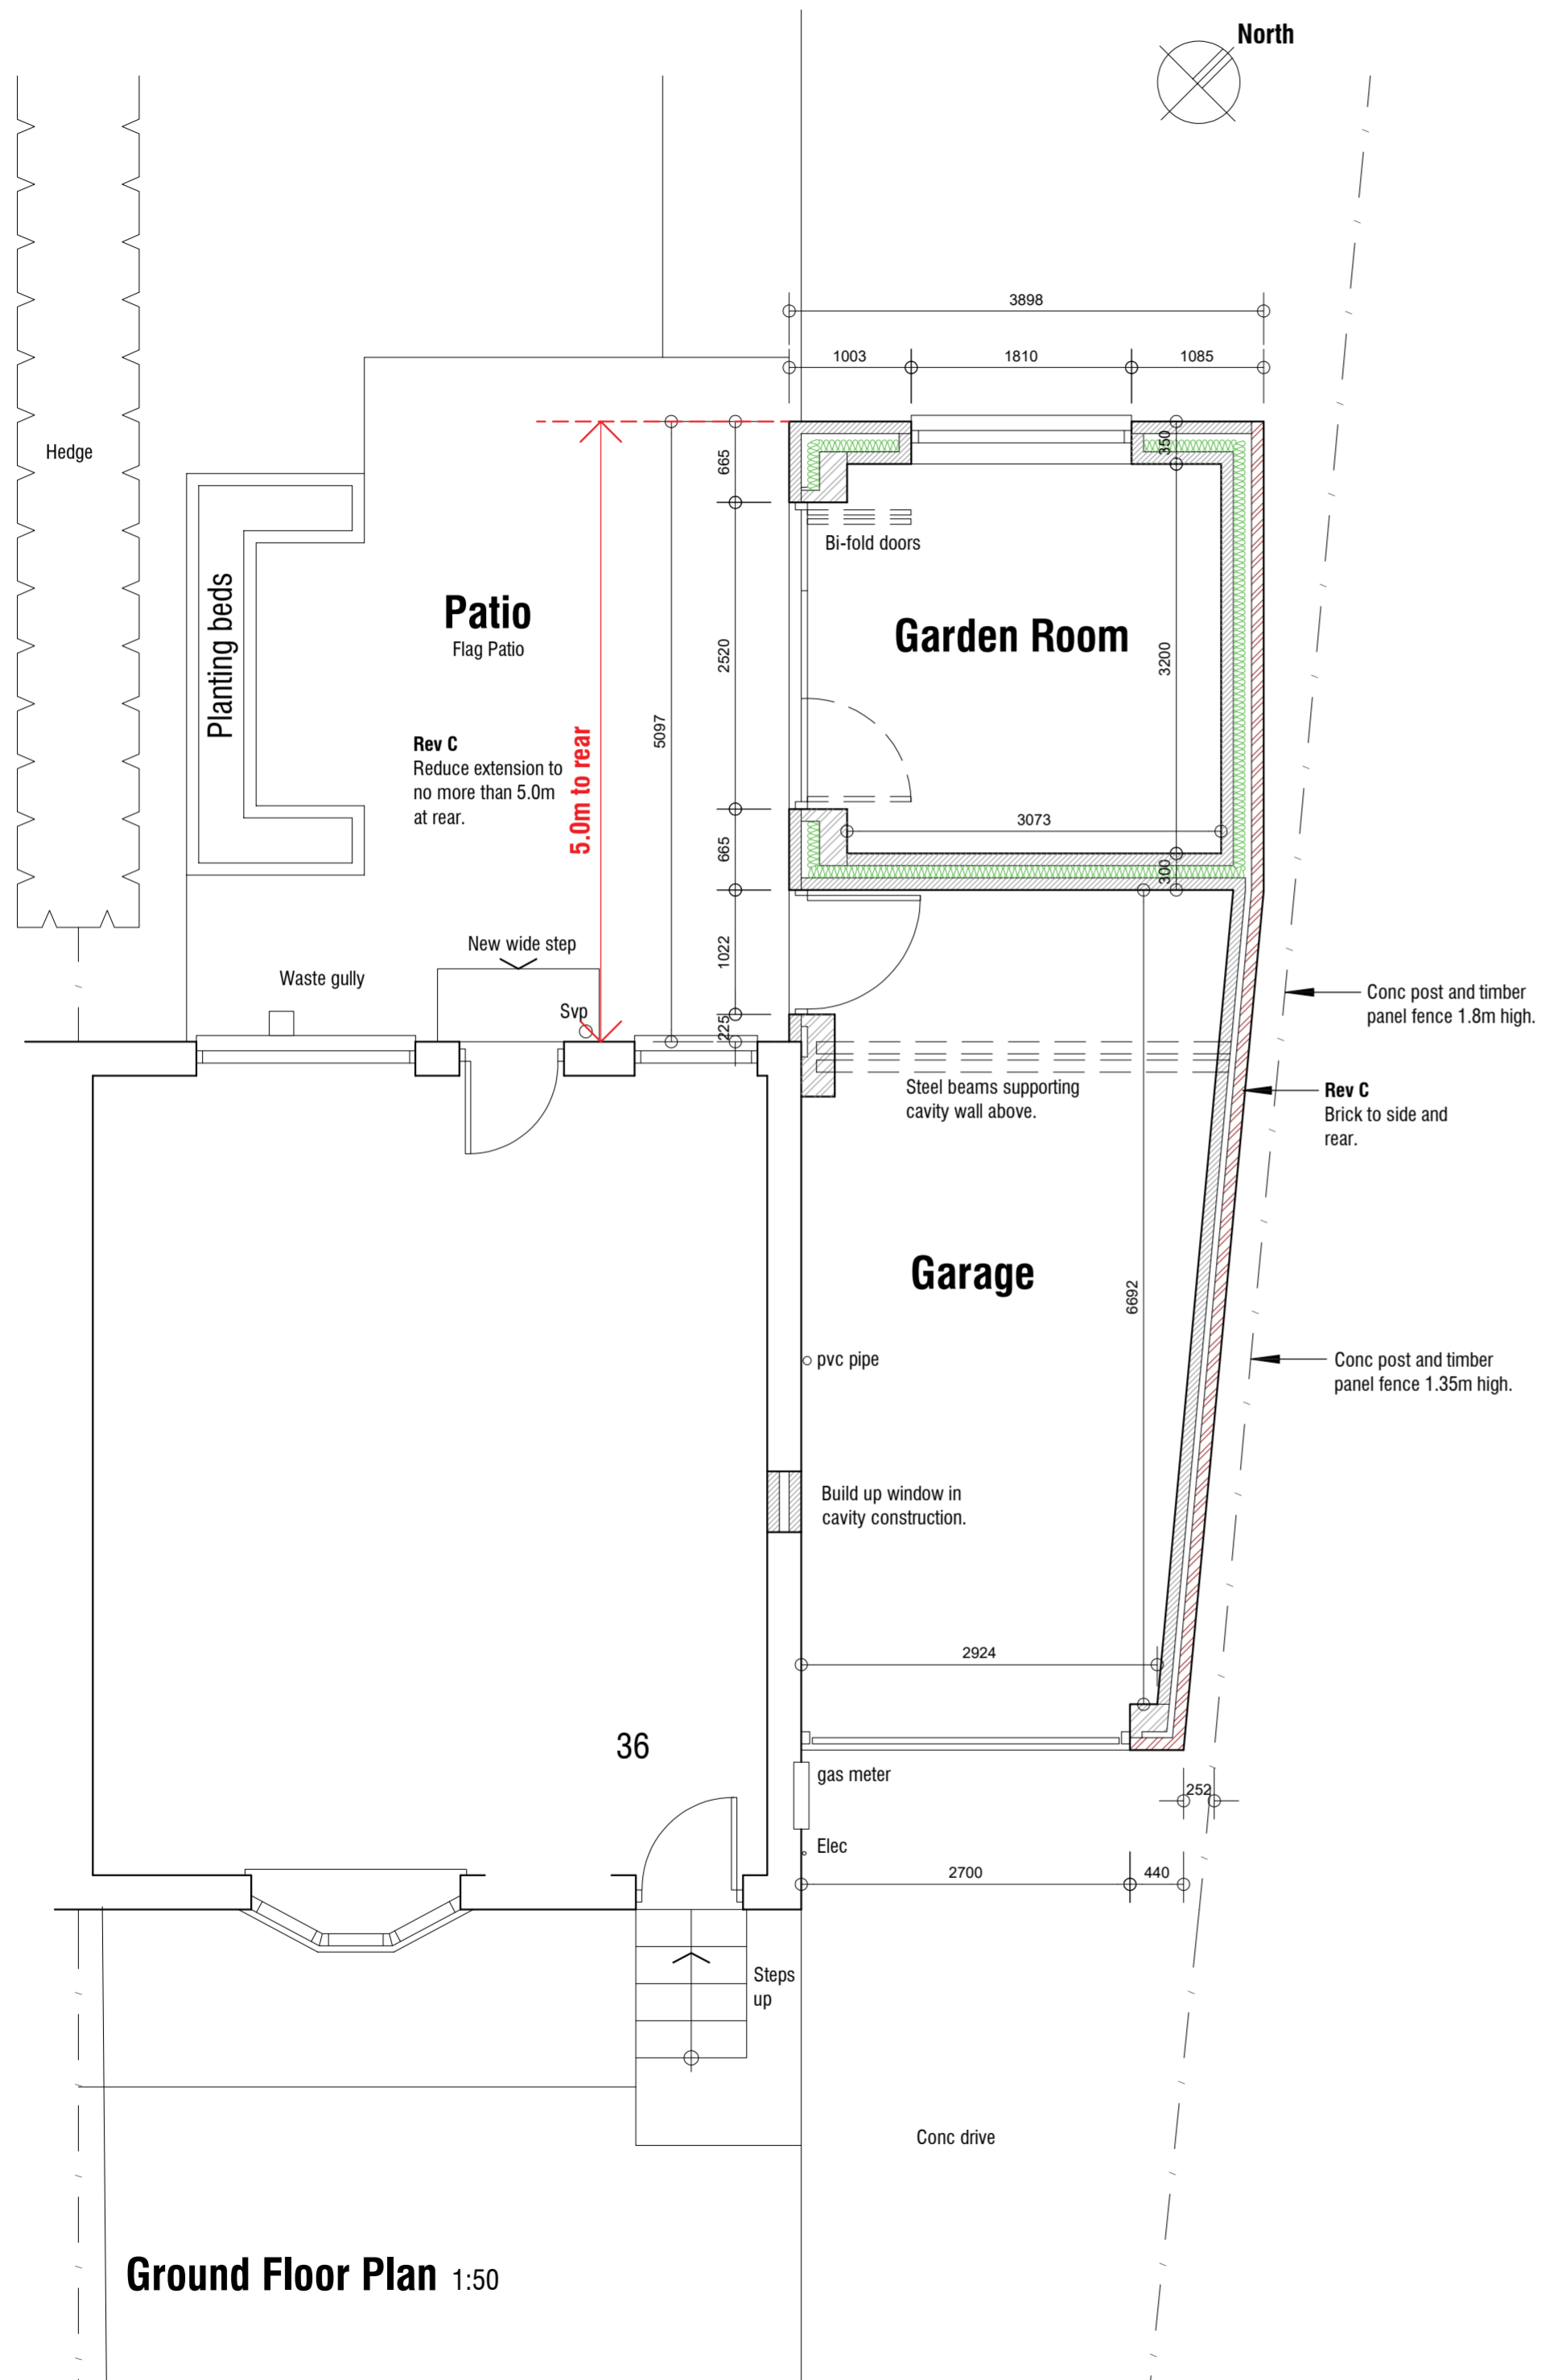 North
3898
1003
1810
1085
350
665
Hedge
Bi-fold doors
Planting beds
Patio
Flag Patio
Garden Room
2520
3200
5097
5.0m to rear
Rev C
Reduce extension to
no more than 5.0m
at rear.
3073
665
300
New wide step
1022
Waste gully
Svp
225
Conc post and timber
panel fence 1.8m high.
Steel beams supporting
cavity wall above.
Rev C
Brick to side and
rear.
Garage
6692
pvc pipe
Conc post and timber
panel fence 1.35m high.
Build up window in
cavity construction.
2924
36
gas meter
252
Elec
2700
440
Steps
up
Conc drive
Ground Floor Plan 1:50